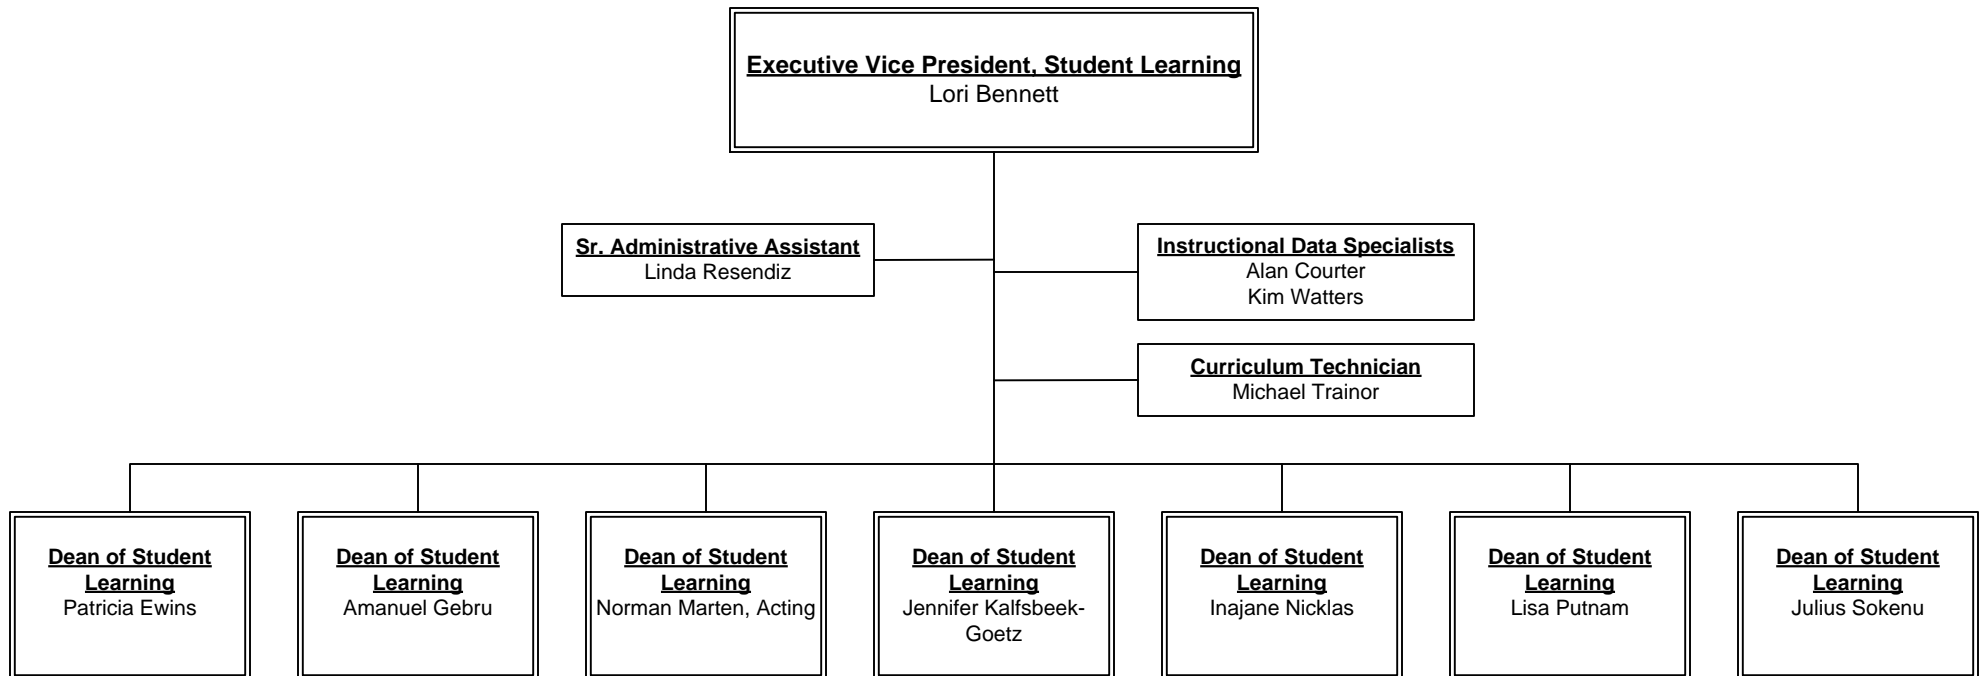 Executive Vice President, Student Learning
Lori Bennett
Sr. Administrative Assistant
Linda Resendiz
Instructional Data Specialists
Alan Courter
Kim Watters
Curriculum Technician
Michael Trainor
Dean of Student
Learning
Patricia Ewins
Dean of Student
Learning
Amanuel Gebru
Dean of Student
Learning
Norman Marten, Acting
Dean of Student
Learning
Jennifer Kalfsbeek-
Goetz
Dean of Student
Learning
Inajane Nicklas
Dean of Student
Learning
Lisa Putnam
Dean of Student
Learning
Julius Sokenu